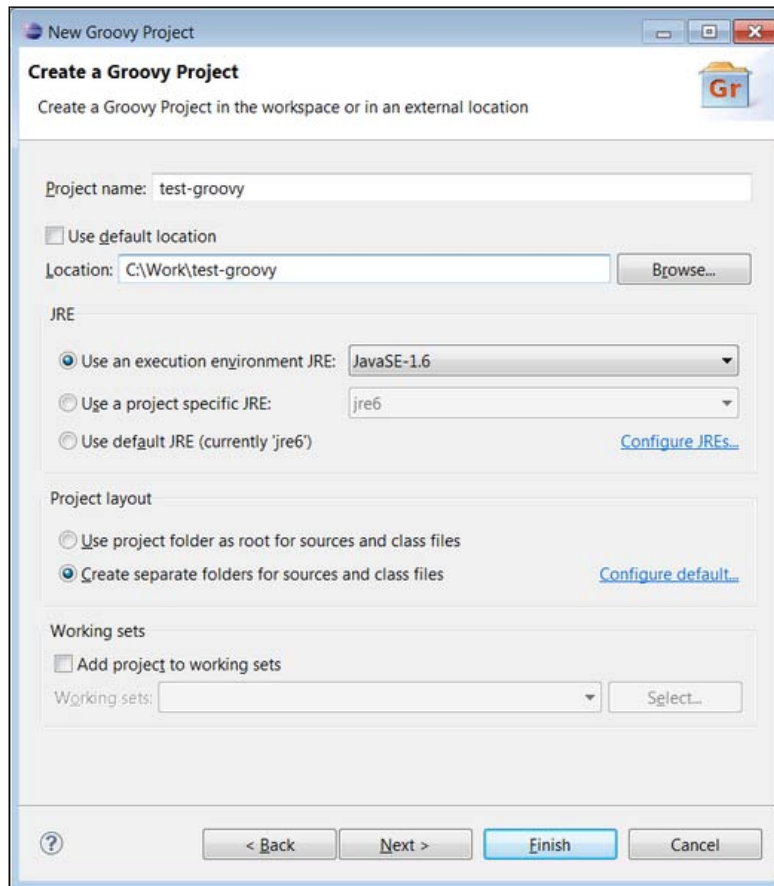 New Groovy Project
Create a Groovy Project
Create a Groovy Project in the workspace or in an external location
Gr
Project name: test-groovy
Use default location
Location: C:\Work\test-groovy Browse...
JRE
Use an execution environment JRE: JavaSE-1.6
Use a project specific JRE: jre6
Use default JRE (currently 'jre6') Configure JREs...
Project layout
Use project folder as root for sources and class files
Create separate folders for sources and class files Configure default...
Working sets
Add project to working sets
Working sets: Select...
? < Back Next > Finish Cancel